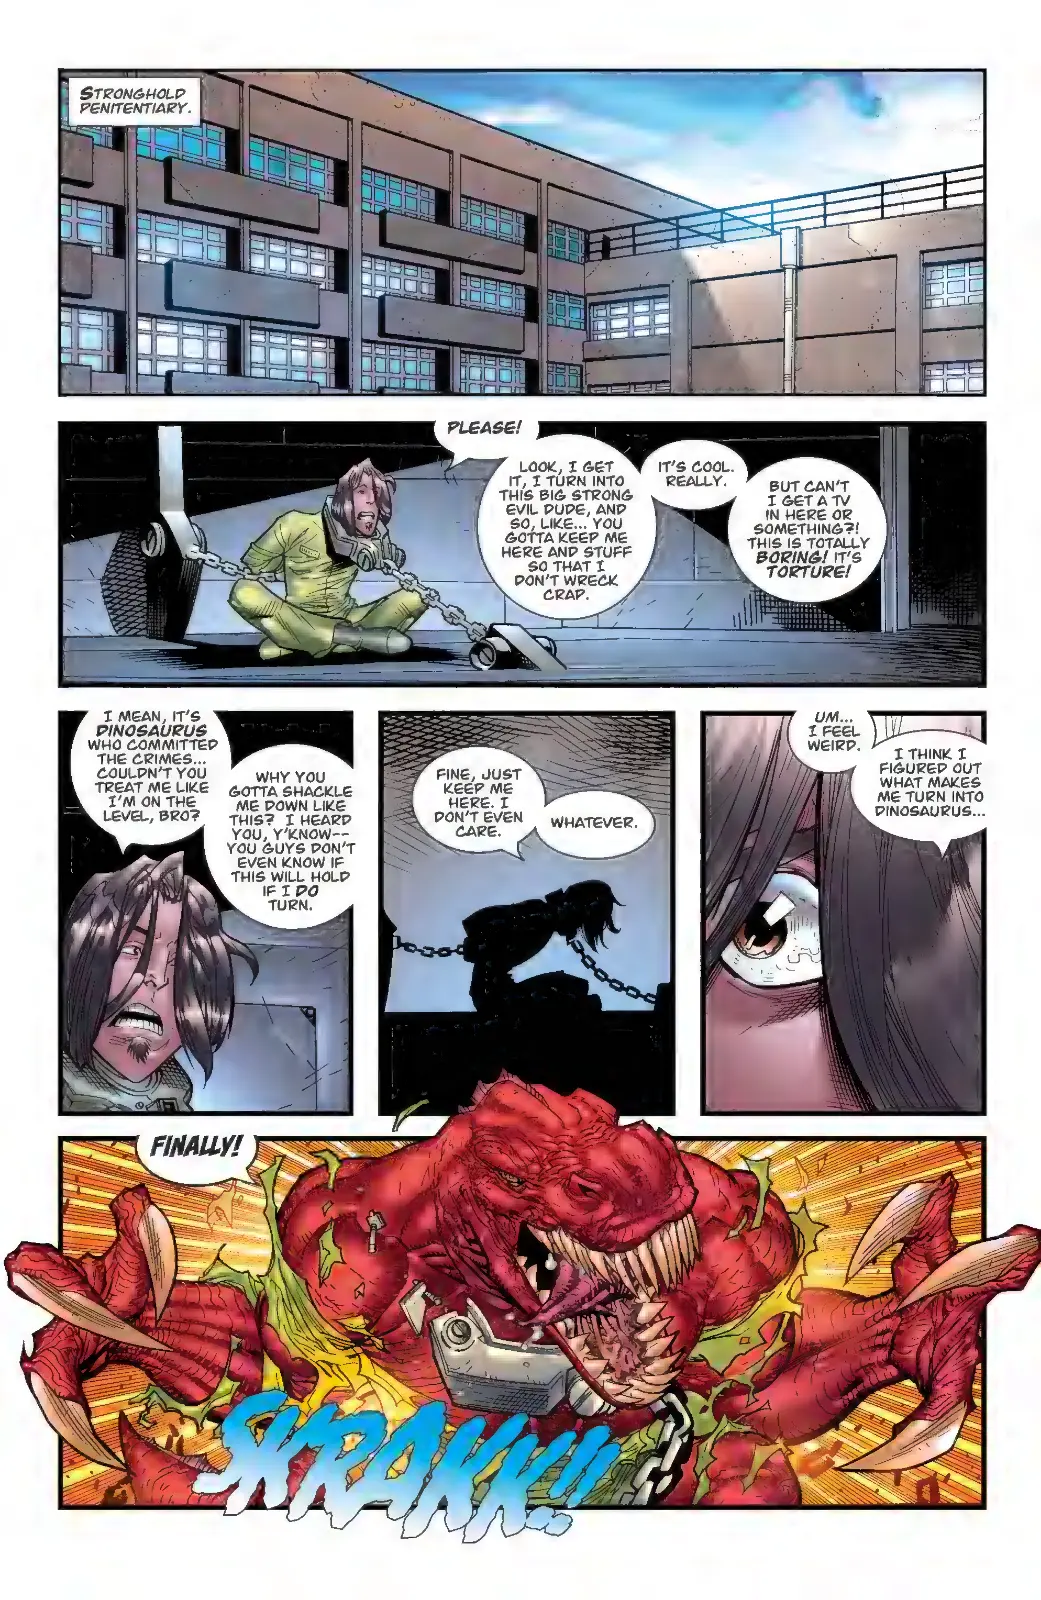 STRONGHOLD
PENITENTIARY.
PLEASE!
LOOK, I GET
IT, I TURN INTO
THIS BIG STRONG
EVIL DUDE, AND
SO, LIKE... YOU
GOTTA KEEP ME
HERE AND STUFF
SO THAT I
DON'T WRECK
CRAP.
IT'S COOL.
REALLY.
BUT CAN'T
I GET A TV
IN HERE OR
SOMETHING?!
THIS IS TOTALLY
BORING! IT'S
TORTURE!
I MEAN, IT'S
DINOSAURUS
WHO COMMITTED
THE CRIMES...
COULDN'T YOU
TREAT ME LIKE
I'M ON THE
LEVEL, BRO?
WHY YOU
GOTTA SHACKLE
ME DOWN LIKE
THIS? I HEARD
YOU, Y'KNOW--
YOU GUYS DON'T
EVEN KNOW IF
THIS WILL HOLD
IF I DO
TURN.
FINE, JUST
KEEP ME
HERE. I
DON'T EVEN
CARE.
WHATEVER.
UM...
I FEEL
WEIRD.
I THINK I
FIGURED OUT
WHAT MAKES
ME TURN INTO
DINOSAURUS...
FINALLY!
SKRAKK!!